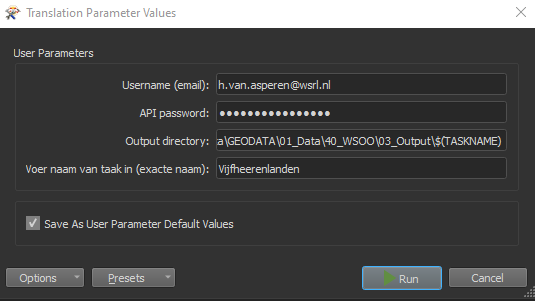 Translation Parameter Values
User Parameters
Username (email): h.van.asperen@wsrl.nl
API password: ●●●●●●●●●●●●●●●
Output directory: a\GEODATA\01_Data\40_WSOO\03_Output\$(TASKNAME)
Voer naam van taak in (exacte naam): Vijfheerenlanden
Save As User Parameter Default Values
Options Presets Run Cancel